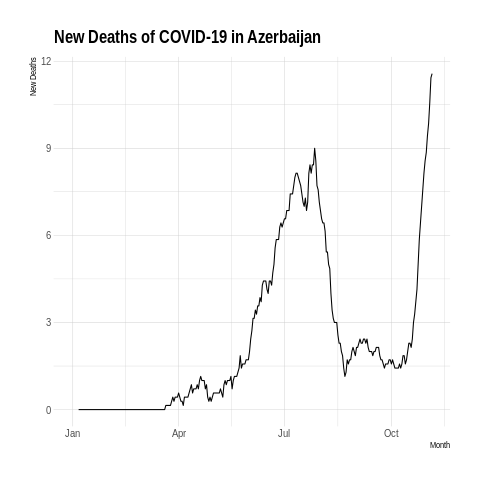 New Deaths of COVID-19 in Azerbaijan
New Deaths
12
9
6
3
0
Jan Apr Jul Oct
Month